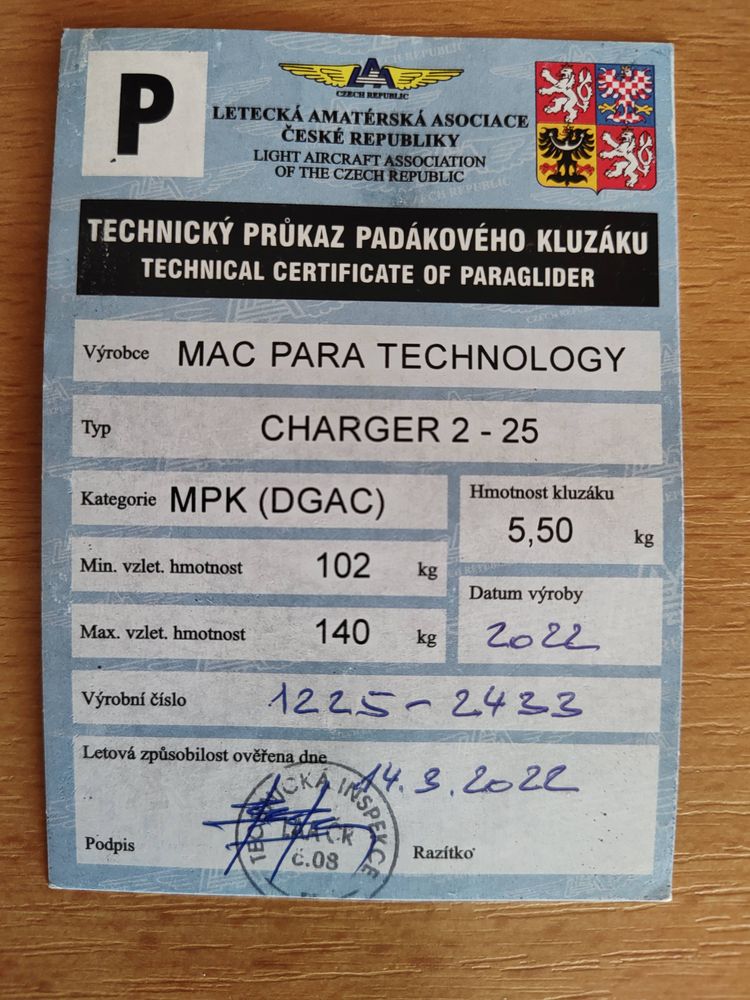 P
CZECH REPUBLIC
LETECKÁ AMATÉRSKÁ ASOCIACE
ČESKÉ REPUBLIKY
LIGHT AIRCRAFT ASSOCIATION
OF THE CZECH REPUBLIC
TECHNICKÝ PRŮKAZ PADÁKOVÉHO KLUZÁKU
TECHNICAL CERTIFICATE OF PARAGLIDER
Výrobce MAC PARA TECHNOLOGY
Typ CHARGER 2 - 25
Kategorie MPK (DGAC)
Hmotnost kluzáku
5,50 kg
Min. vzlet. hmotnost 102 kg
Datum výroby
2022
Max. vzlet. hmotnost 140 kg
Výrobní číslo 1225-2433
Letová způsobilost ověřena dne
14.3.2022
TECHNICKÁ INSPEKCE
LAA ČR
č.08
Podpis
Razítko